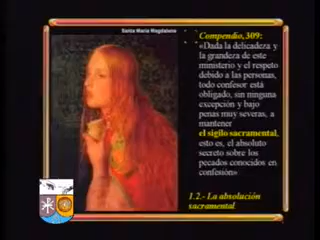 Santa María Magdalena
Compendio, 309:
«Dada la delicadeza y
la grandeza de este
ministerio y el respeto
debido a las personas,
todo confesor está
obligado, sin ninguna
excepción y bajo
penas muy severas, a
mantener
el sigilo sacramental,
esto es, el absoluto
secreto sobre los
pecados conocidos en
confesión»
1.2.- La absolución
sacramental